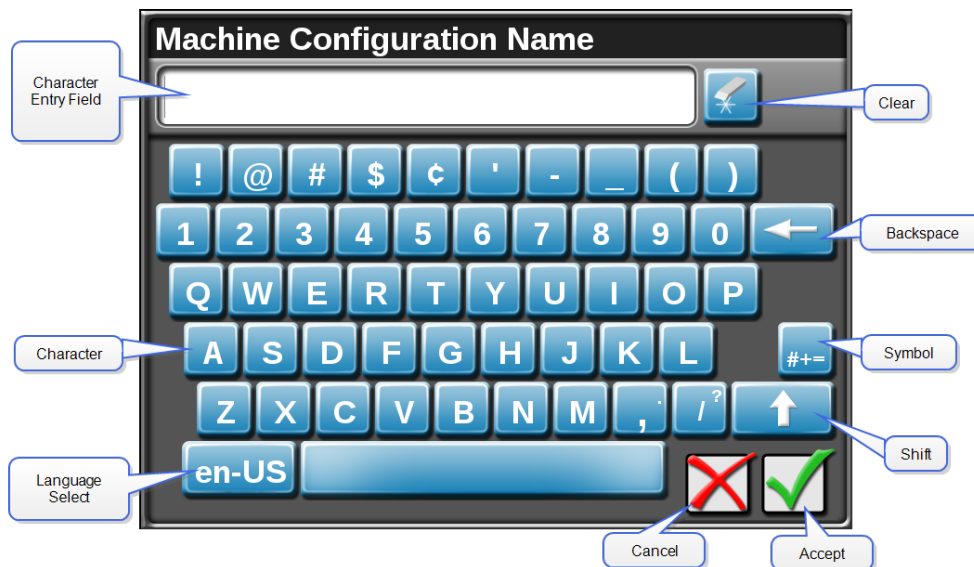 Machine Configuration Name
Character
Entry Field
Clear
! @ # $ ¢ ' - _ ( )
1 2 3 4 5 6 7 8 9 0
Backspace
Q W E R T Y U I O P
Character
A S D F G H J K L #+=
Symbol
Z X C V B N M , . / ?
Shift
Language
Select
en-US
Cancel
Accept